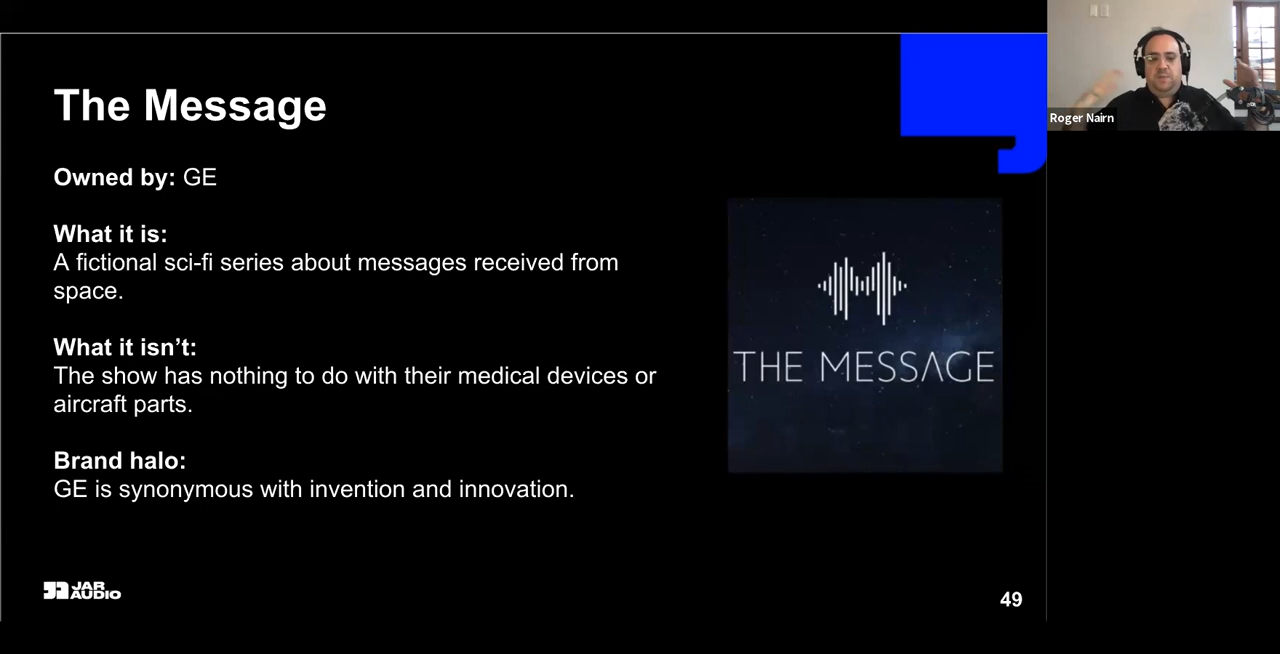 The Message
Owned by: GE
What it is:
A fictional sci-fi series about messages received from
space.
What it isn’t:
The show has nothing to do with their medical devices or
aircraft parts.
Brand halo:
GE is synonymous with invention and innovation.
THE MESSAGE
JAR
AUDIO
49
Roger Nairn